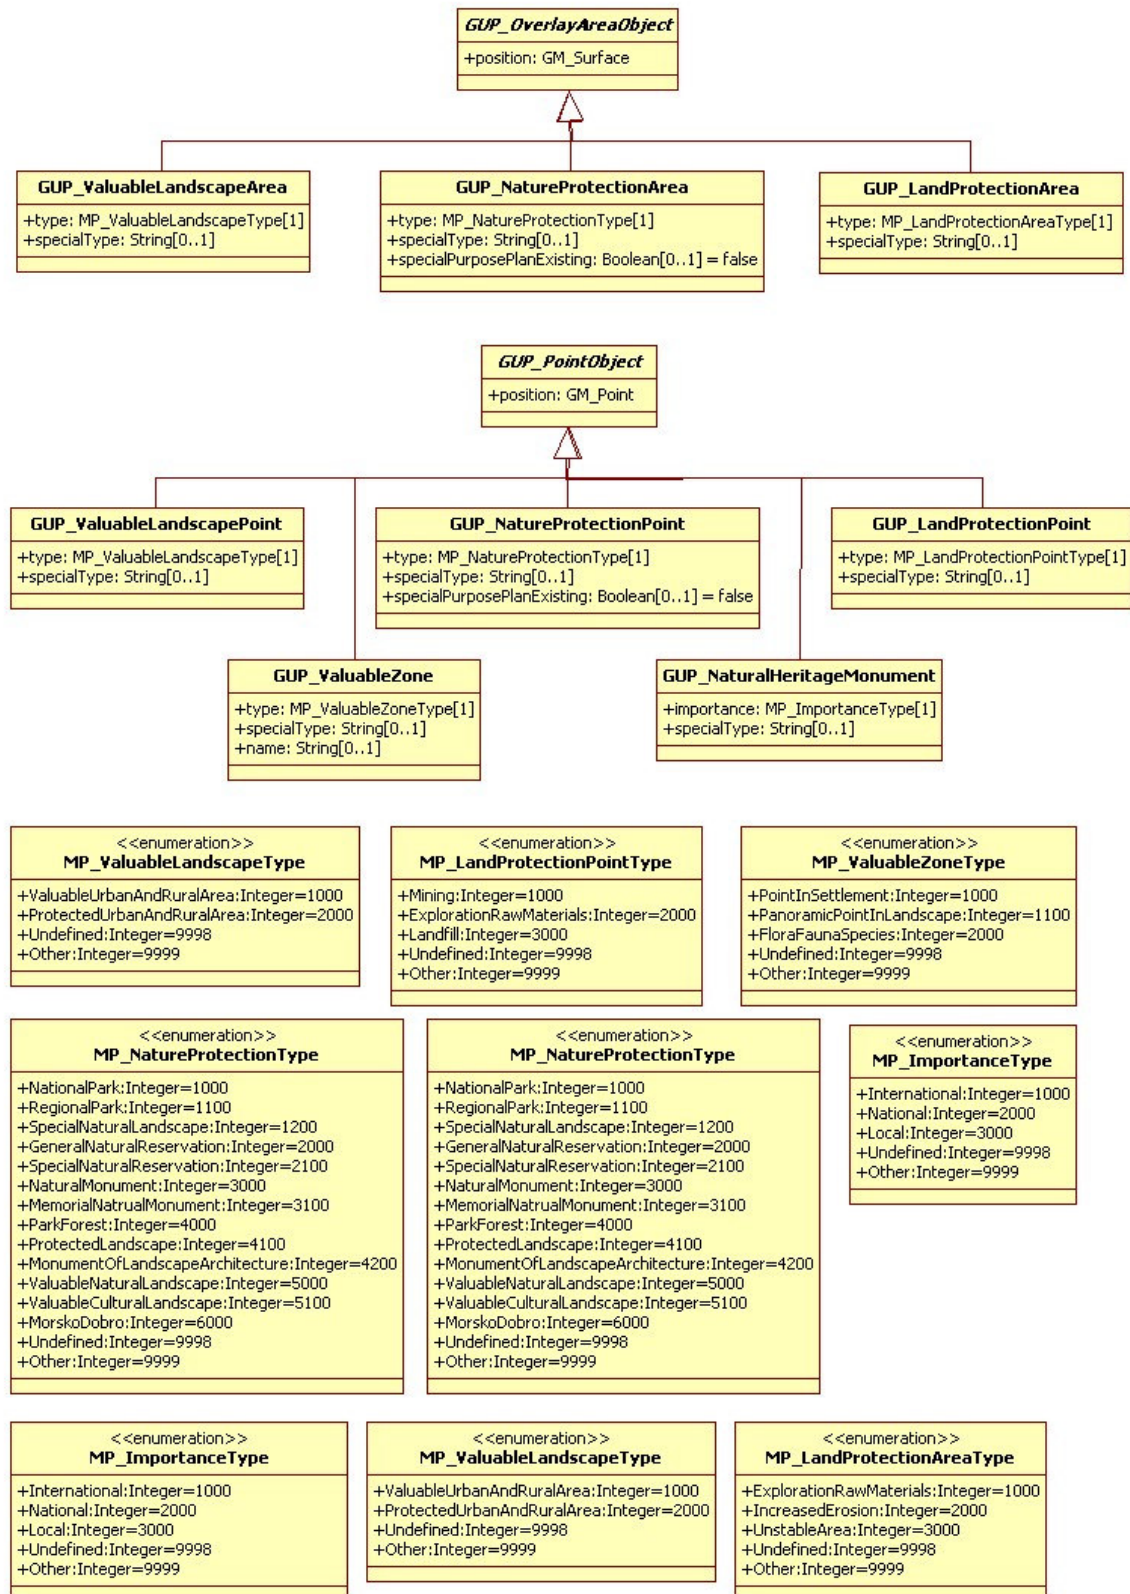 GUP_OverlayAreaObject
+position: GM_Surface
GUP_ValuableLandscapeArea
+type: MP_ValuableLandscapeType[1]
+specialType: String[0..1]
GUP_NatureProtectionArea
+type: MP_NatureProtectionType[1]
+specialType: String[0..1]
+specialPurposePlanExisting: Boolean[0..1] = false
GUP_LandProtectionArea
+type: MP_LandProtectionAreaType[1]
+specialType: String[0..1]
GUP_PointObject
+position: GM_Point
GUP_ValuableLandscapePoint
+type: MP_ValuableLandscapeType[1]
+specialType: String[0..1]
GUP_NatureProtectionPoint
+type: MP_NatureProtectionType[1]
+specialType: String[0..1]
+specialPurposePlanExisting: Boolean[0..1] = false
GUP_LandProtectionPoint
+type: MP_LandProtectionPointType[1]
+specialType: String[0..1]
GUP_ValuableZone
+type: MP_ValuableZoneType[1]
+specialType: String[0..1]
+name: String[0..1]
GUP_NaturalHeritageMonument
+importance: MP_ImportanceType[1]
+specialType: String[0..1]
<<enumeration>>
MP_ValuableLandscapeType
+ValuableUrbanAndRuralArea:Integer=1000
+ProtectedUrbanAndRuralArea:Integer=2000
+Undefined:Integer=9998
+Other:Integer=9999
<<enumeration>>
MP_LandProtectionPointType
+Mining:Integer=1000
+ExplorationRawMaterials:Integer=2000
+Landfill:Integer=3000
+Undefined:Integer=9998
+Other:Integer=9999
<<enumeration>>
MP_ValuableZoneType
+PointInSettlement:Integer=1000
+PanoramicPointInLandscape:Integer=1100
+FloraFaunaSpecies:Integer=2000
+Undefined:Integer=9998
+Other:Integer=9999
<<enumeration>>
MP_NatureProtectionType
+NationalPark:Integer=1000
+RegionalPark:Integer=1100
+SpecialNaturalLandscape:Integer=1200
+GeneralNaturalReservation:Integer=2000
+SpecialNaturalReservation:Integer=2100
+NaturalMonument:Integer=3000
+MemorialNatrualMonument:Integer=3100
+ParkForest:Integer=4000
+ProtectedLandscape:Integer=4100
+MonumentOfLandscapeArchitecture:Integer=4200
+ValuableNaturalLandscape:Integer=5000
+ValuableCulturalLandscape:Integer=5100
+MorskoDobro:Integer=6000
+Undefined:Integer=9998
+Other:Integer=9999
<<enumeration>>
MP_NatureProtectionType
+NationalPark:Integer=1000
+RegionalPark:Integer=1100
+SpecialNaturalLandscape:Integer=1200
+GeneralNaturalReservation:Integer=2000
+SpecialNaturalReservation:Integer=2100
+NaturalMonument:Integer=3000
+MemorialNatrualMonument:Integer=3100
+ParkForest:Integer=4000
+ProtectedLandscape:Integer=4100
+MonumentOfLandscapeArchitecture:Integer=4200
+ValuableNaturalLandscape:Integer=5000
+ValuableCulturalLandscape:Integer=5100
+MorskoDobro:Integer=6000
+Undefined:Integer=9998
+Other:Integer=9999
<<enumeration>>
MP_ImportanceType
+International:Integer=1000
+National:Integer=2000
+Local:Integer=3000
+Undefined:Integer=9998
+Other:Integer=9999
<<enumeration>>
MP_ImportanceType
+International:Integer=1000
+National:Integer=2000
+Local:Integer=3000
+Undefined:Integer=9998
+Other:Integer=9999
<<enumeration>>
MP_ValuableLandscapeType
+ValuableUrbanAndRuralArea:Integer=1000
+ProtectedUrbanAndRuralArea:Integer=2000
+Undefined:Integer=9998
+Other:Integer=9999
<<enumeration>>
MP_LandProtectionAreaType
+ExplorationRawMaterials:Integer=1000
+IncreasedErosion:Integer=2000
+UnstableArea:Integer=3000
+Undefined:Integer=9998
+Other:Integer=9999